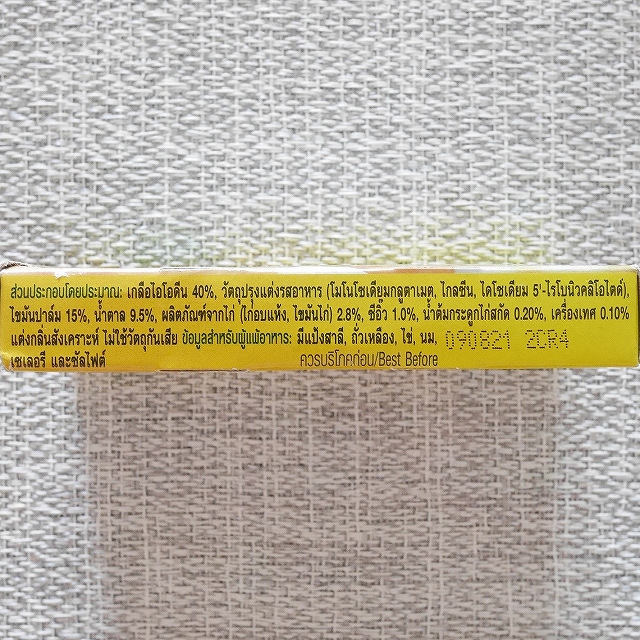 ส่วนประกอบโดยประมาณ: เกลือไอโอดีน 40%, วัตถุปรุงแต่งรสอาหาร (โมโนโซเดียมกลูตาเมต, ไกลซีน, ไดโซเดียม 5'-ไรโบนิวคลิโอไตด์),
ไขมันปาล์ม 15%, น้ำตาล 9.5%, ผลิตภัณฑ์จากไก่ (ไก่อบแห้ง, ไขมันไก่) 2.8%, ซีอิ๊ว 1.0%, น้ำต้มกระดูกไก่สกัด 0.20%, เครื่องเทศ 0.10%
แต่งกลิ่นสังเคราะห์ ไม่ใช้วัตถุกันเสีย ข้อมูลสำหรับผู้แพ้อาหาร: มีแป้งสาลี, ถั่วเหลือง, ไข่, นม, 090821 2CR4
เซเลอรี และซัลไฟต์ ควรบริโภคก่อน/Best Before